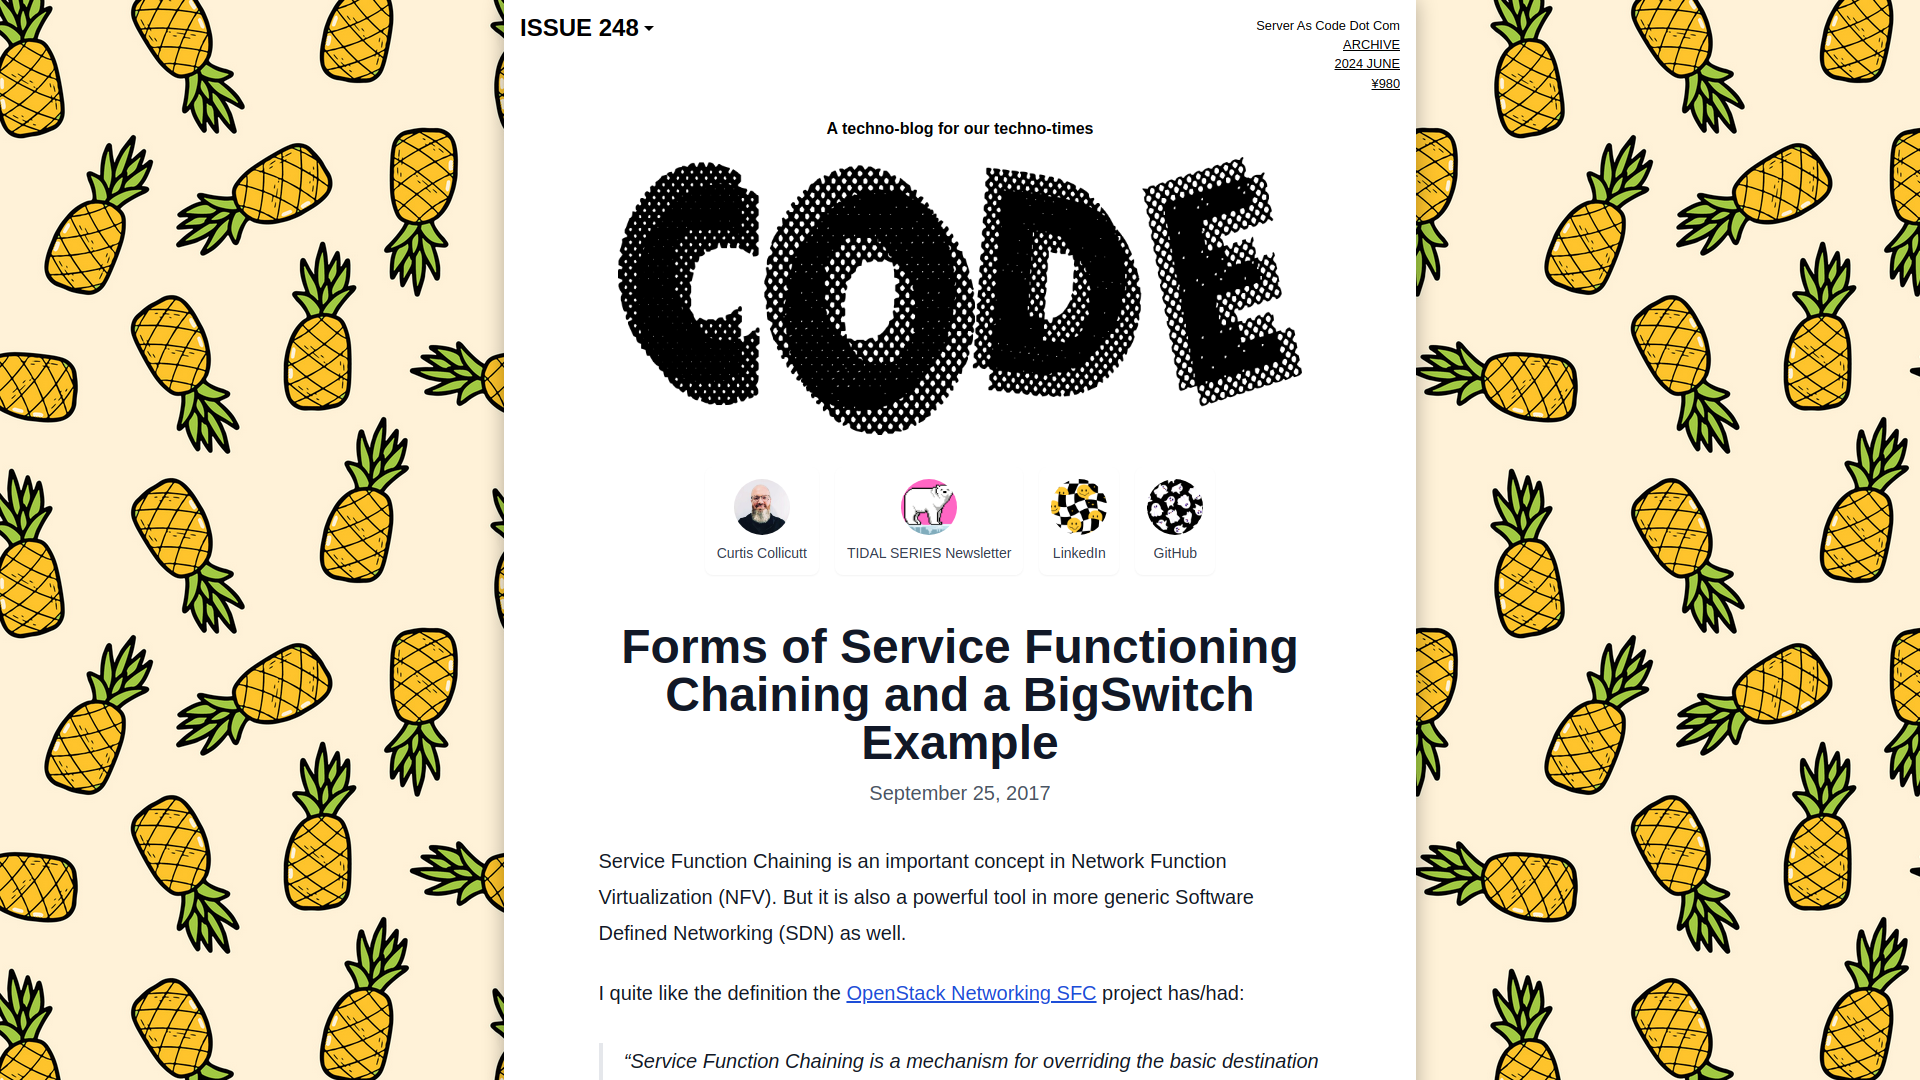 ISSUE 248
Server As Code Dot Com
ARCHIVE
2024 JUNE
¥980
A techno-blog for our techno-times
CODE
Curtis Collicutt
TIDAL SERIES Newsletter
LinkedIn
GitHub
Forms of Service Functioning
Chaining and a BigSwitch
Example
September 25, 2017
Service Function Chaining is an important concept in Network Function
Virtualization (NFV). But it is also a powerful tool in more generic Software
Defined Networking (SDN) as well.
I quite like the definition the OpenStack Networking SFC project has/had:
“Service Function Chaining is a mechanism for overriding the basic destination